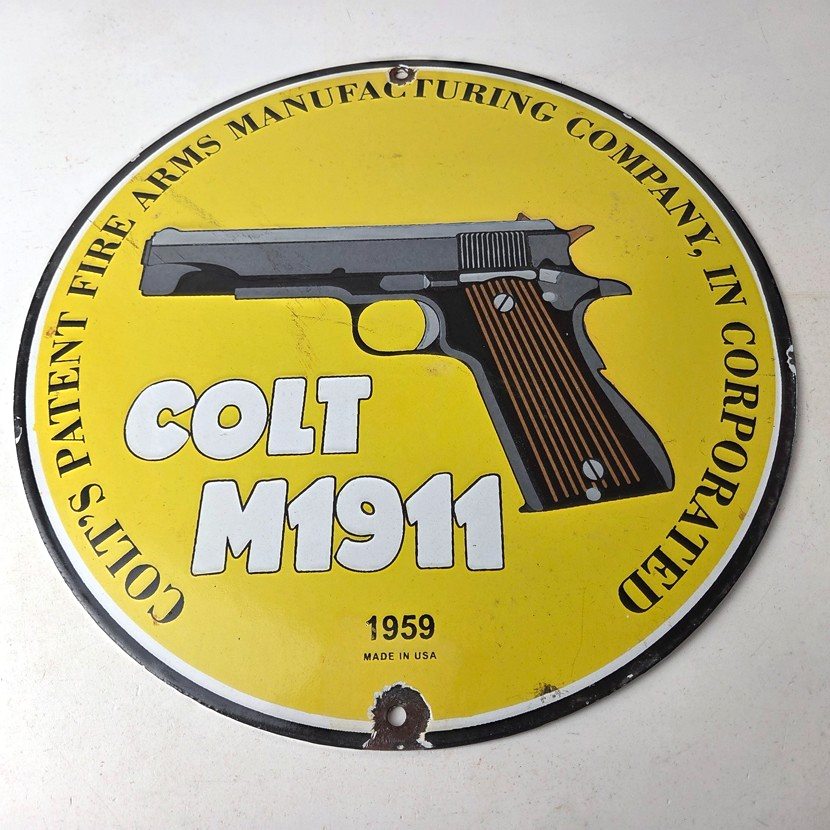 COLT'S PATENT FIRE ARMS MANUFACTURING COMPANY, IN CORPORATED
COLT
M1911
1959
MADE IN USA